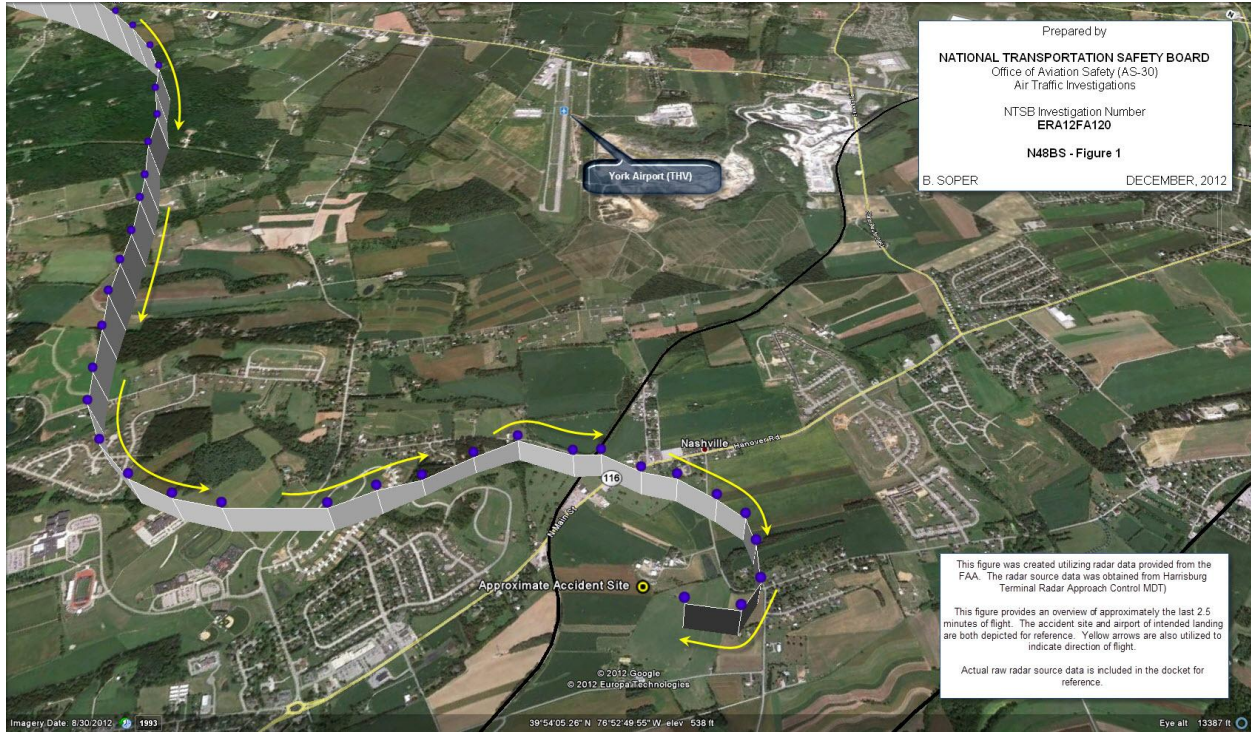 Prepared by
NATIONAL TRANSPORTATION SAFETY BOARD
Office of Aviation Safety (AS-30)
Air Traffic Investigations
NTSB Investigation Number
ERA12FA120
N48BS - Figure 1
B. SOPER
DECEMBER, 2012
N
York Airport (THV)
Nashville
Hanover Rd
116
N Main St
Approximate Accident Site
This figure was created utilizing radar data provided from the
FAA. The radar source data was obtained from Harrisburg
Terminal Radar Approach Control MDT)
This figure provides an overview of approximately the last 2.5
minutes of flight. The accident site and airport of intended landing
are both depicted for reference. Yellow arrows are also utilized to
indicate direction of flight.
Actual raw radar source data is included in the docket for
reference.
© 2012 Google
© 2012 Europa Technologies
Imagery Date: 8/30/2012
1993
39°54'05.26" N 76°52'49.55" W elev 538 ft
Eye alt 13387 ft